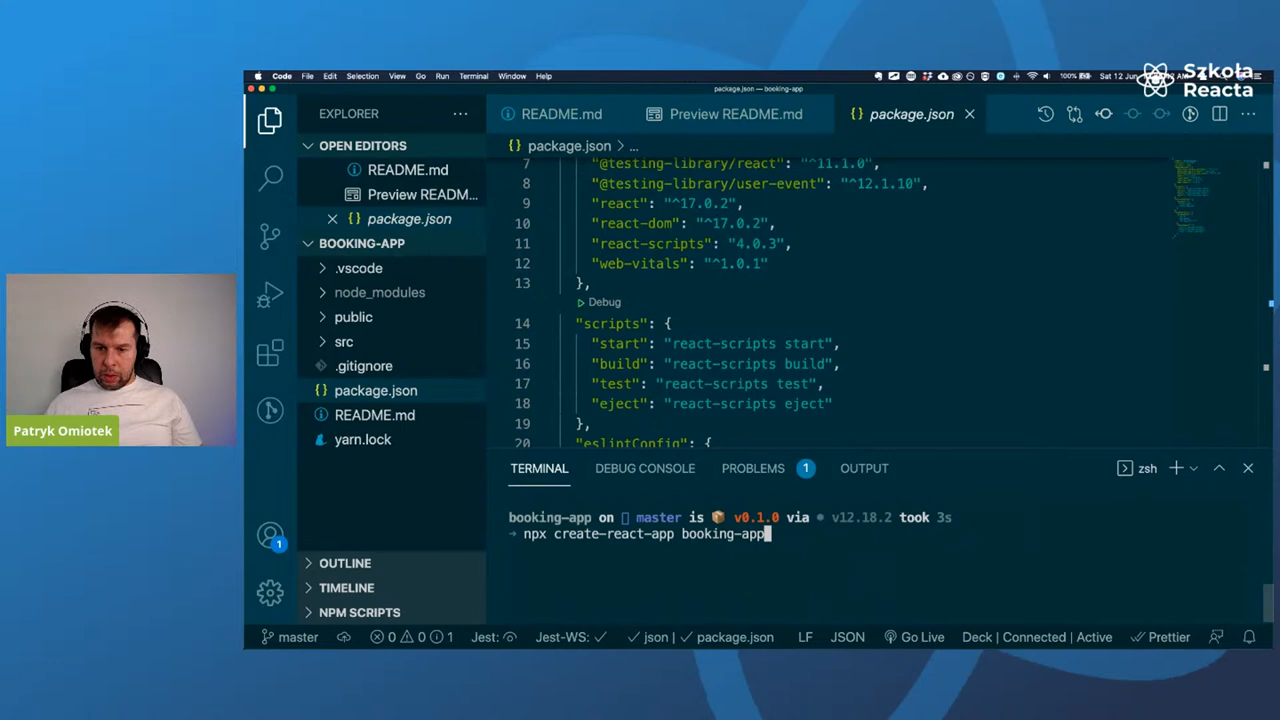 Szkoła
Reacta
Code File Edit Selection View Go Run Terminal Window Help
100% Sat 12 Jun
package.json — booking-app
EXPLORER
README.md
Preview README.md
{} package.json
OPEN EDITORS
README.md
Preview READM...
{} package.json
BOOKING-APP
.vscode
node_modules
public
src
.gitignore
{} package.json
README.md
yarn.lock
OUTLINE
TIMELINE
NPM SCRIPTS
{} package.json > ...
7 "@testing-library/react": "^11.1.0",
8 "@testing-library/user-event": "^12.1.10",
9 "react": "^17.0.2",
10 "react-dom": "^17.0.2",
11 "react-scripts": "4.0.3",
12 "web-vitals": "^1.0.1"
13 },
Debug
14 "scripts": {
15 "start": "react-scripts start",
16 "build": "react-scripts build",
17 "test": "react-scripts test",
18 "eject": "react-scripts eject"
19 },
20 "eslintConfig": {
TERMINAL DEBUG CONSOLE PROBLEMS 1 OUTPUT
zsh
booking-app on master is 📦 v0.1.0 via v12.18.2 took 3s
→ npx create-react-app booking-app
1
master 0 0 1 Jest: Jest-WS: ✓ ✓ json | ✓ package.json LF JSON Go Live Deck | Connected | Active Prettier
Patryk Omiotek